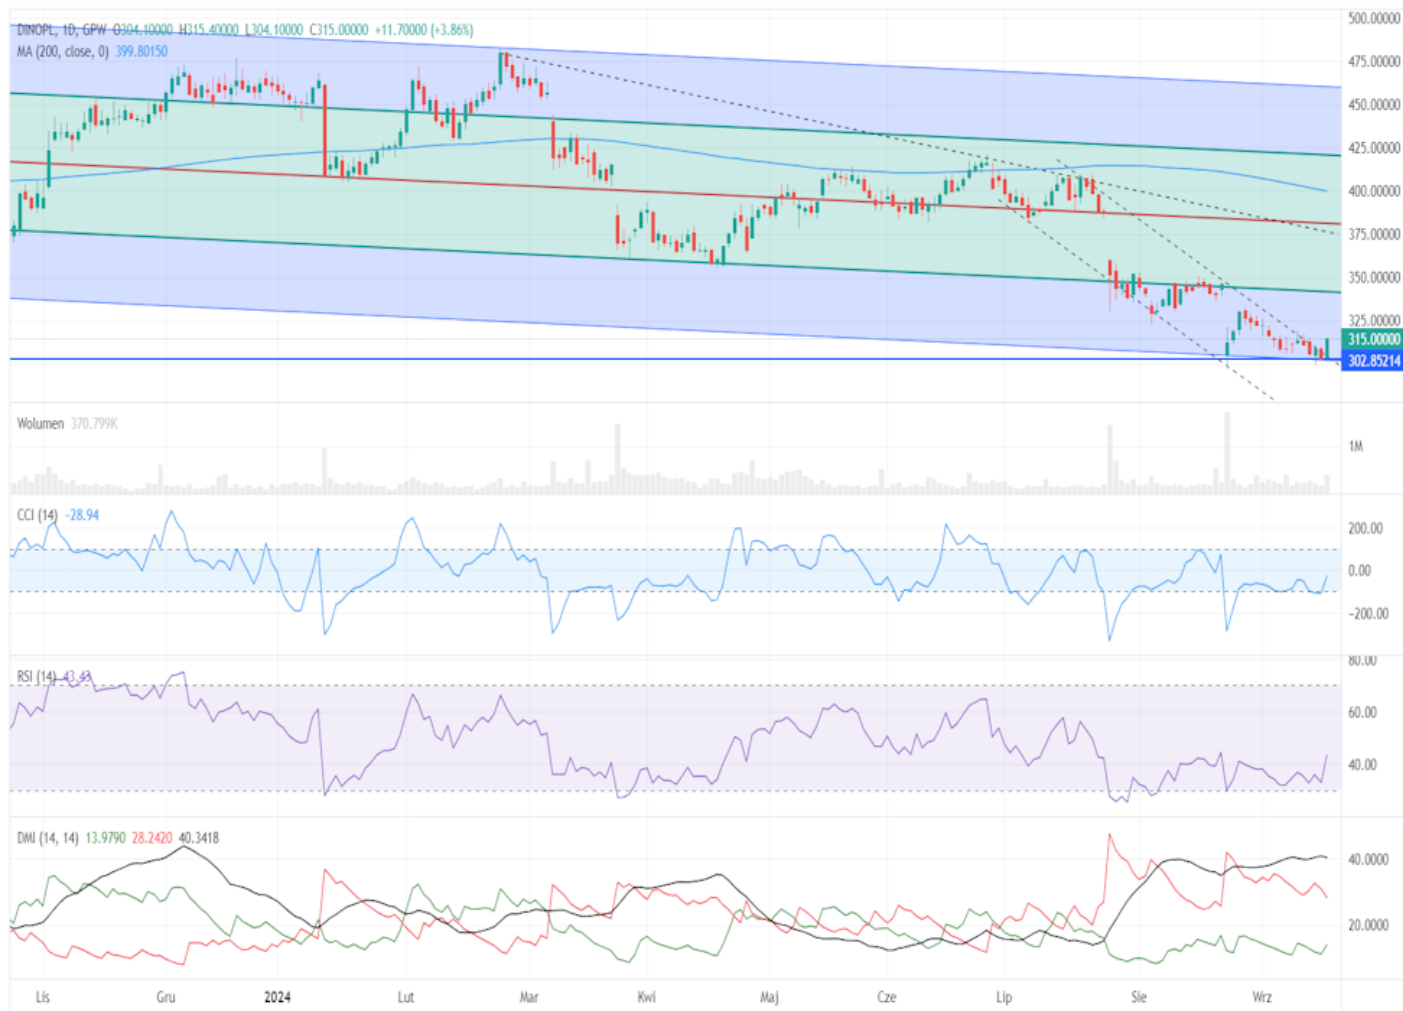 DINOPL, 1D, GPW O304.10000 H315.40000 L304.10000 C315.00000 +11.70000 (+3.86%)
MA (200, close, 0) 399.80150
500.00000
475.00000
450.00000
425.00000
400.00000
375.00000
350.00000
325.00000
315.00000
302.85214
Wolumen 370.799K
1M
CCI (14) −28.94
200.00
0.00
−200.00
RSI (14) 43.43
80.00
60.00
40.00
DMI (14, 14) 13.9790 28.2420 40.3418
40.0000
20.0000
Lis Gru 2024 Lut Mar Kwi Maj Cze Lip Sie Wrz